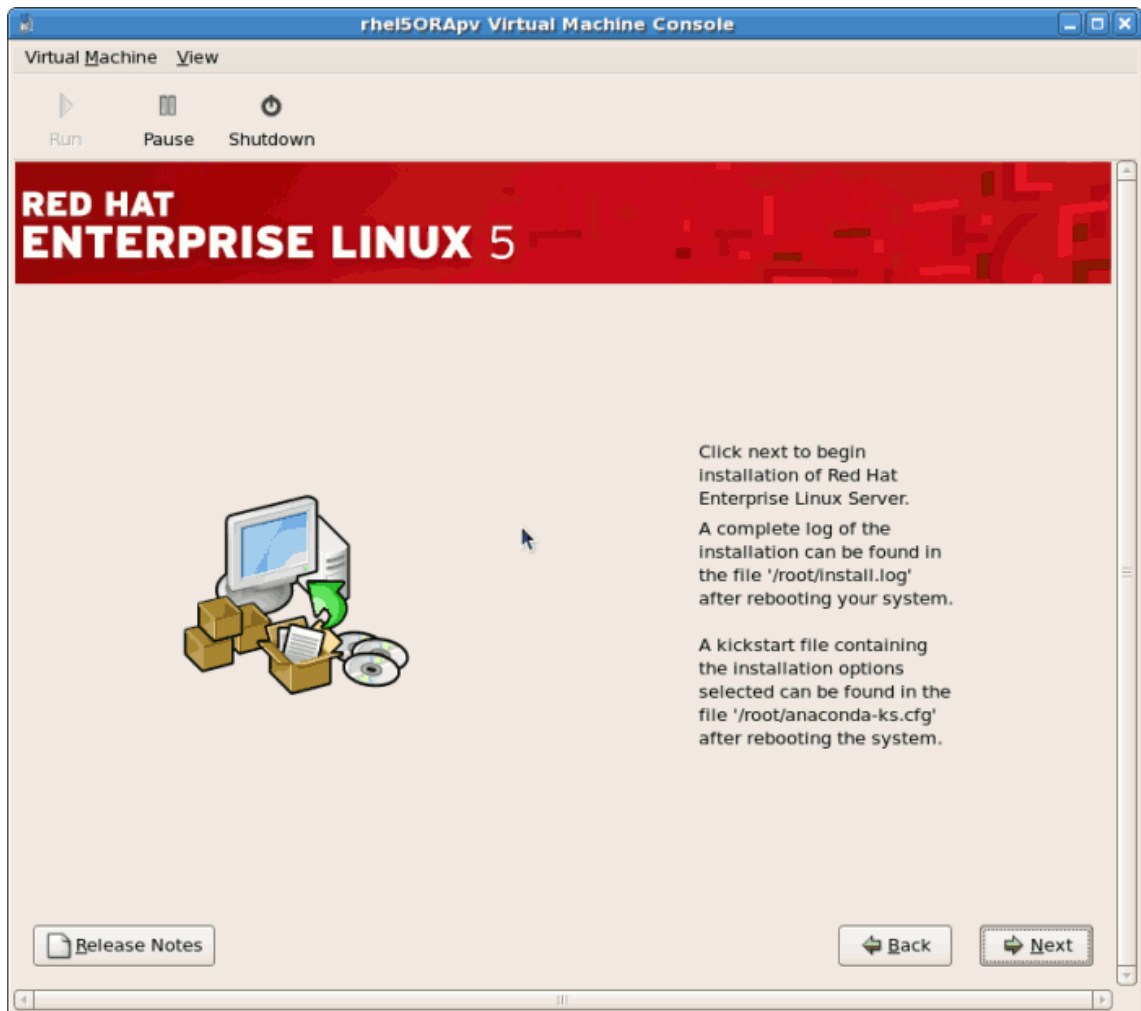 rhel5ORApv Virtual Machine Console
Virtual Machine View
Run Pause Shutdown
RED HAT
ENTERPRISE LINUX 5
Click next to begin
installation of Red Hat
Enterprise Linux Server.
A complete log of the
installation can be found in
the file '/root/install.log'
after rebooting your system.
A kickstart file containing
the installation options
selected can be found in the
file '/root/anaconda-ks.cfg'
after rebooting the system.
Release Notes Back Next